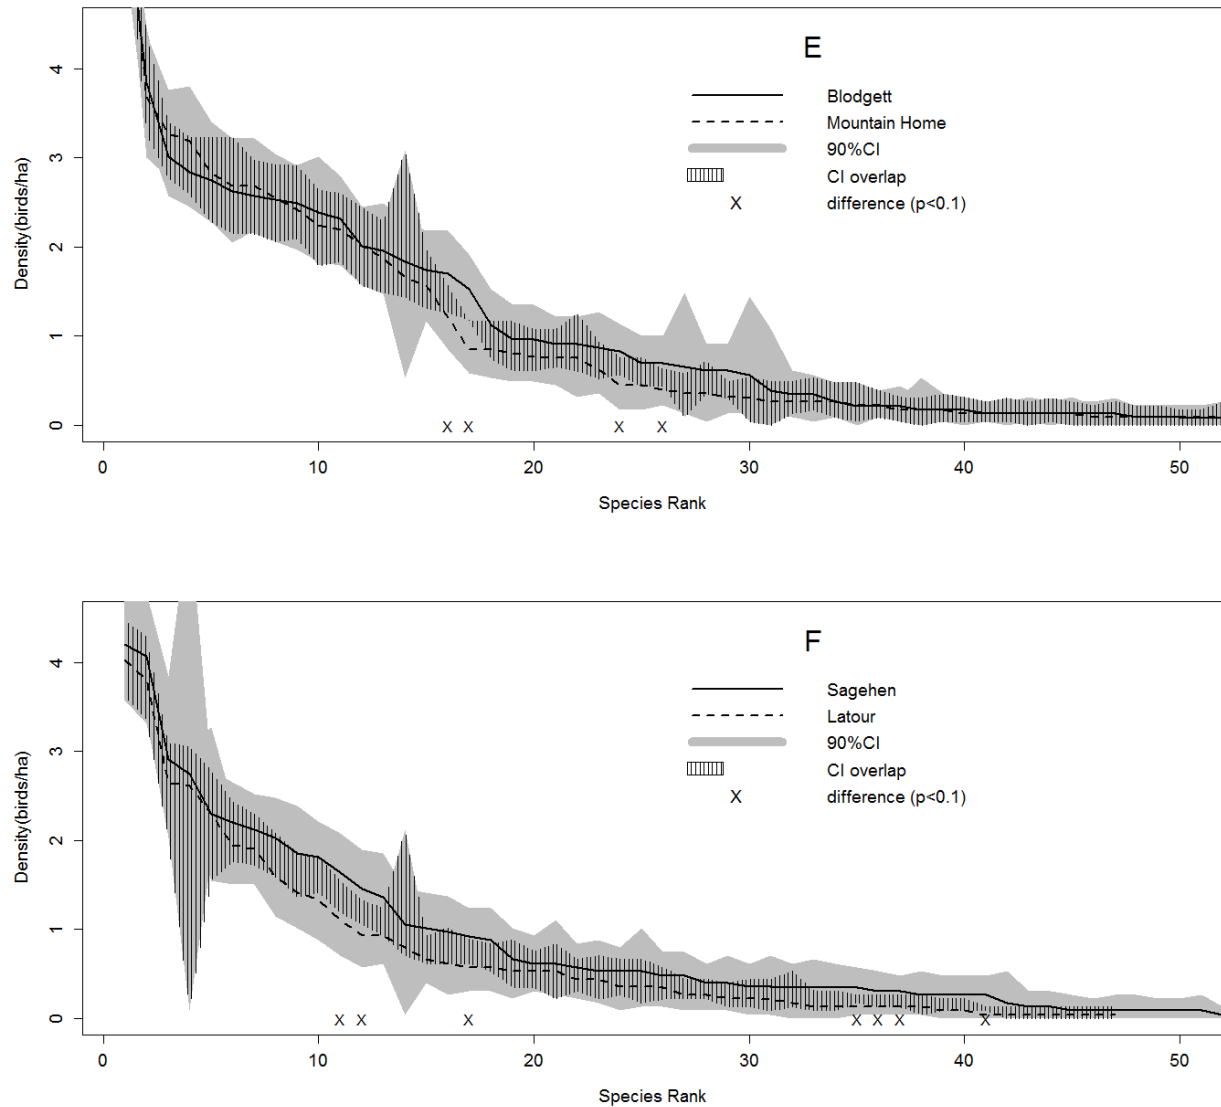 E
Blodgett
Mountain Home
90%CI
CI overlap
X difference (p<0.1)
Density(birds/ha)
4
3
2
1
0
X X X X
0 10 20 30 40 50
Species Rank
F
Sagehen
Latour
90%CI
CI overlap
X difference (p<0.1)
Density(birds/ha)
4
3
2
1
0
X X X X X X X
0 10 20 30 40 50
Species Rank